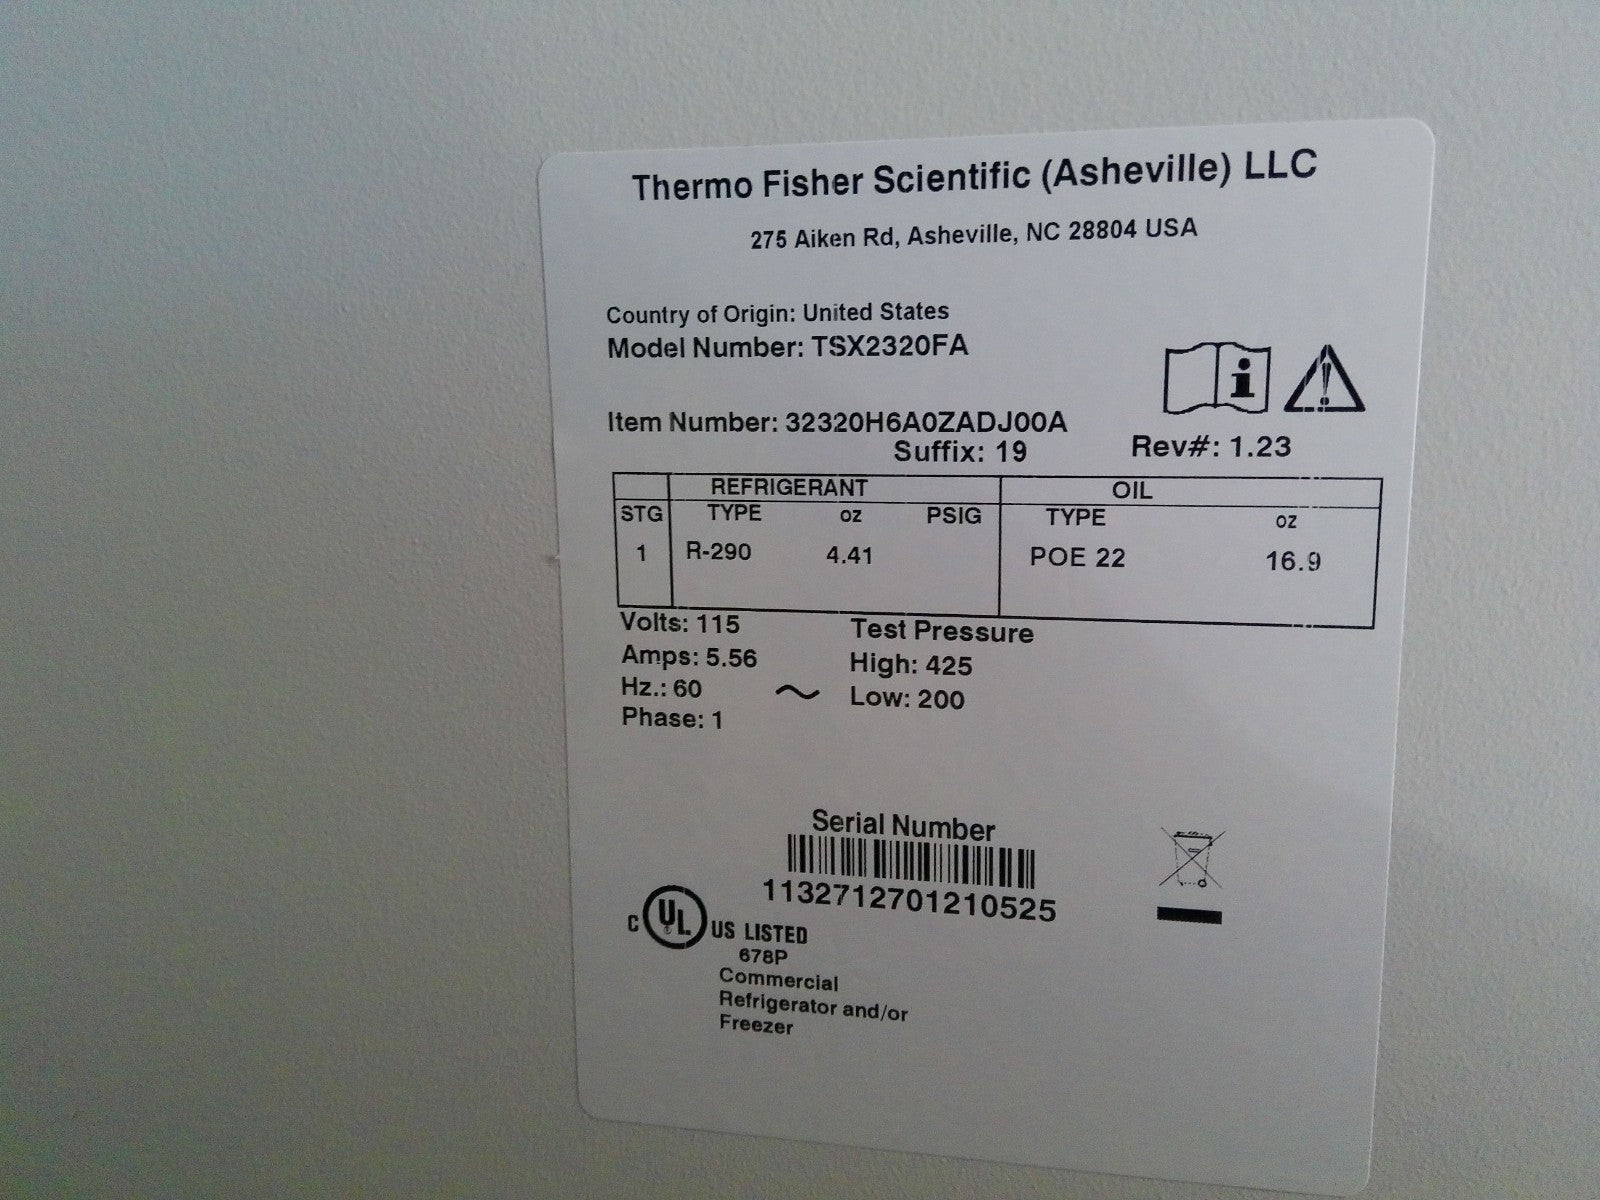 Thermo Fisher Scientific (Asheville) LLC
275 Aiken Rd, Asheville, NC 28804 USA
Country of Origin: United States
Model Number: TSX2320FA
Item Number: 32320H6A0ZADJ00A
Suffix: 19 Rev#: 1.23
REFRIGERANT OIL
STG TYPE oz PSIG TYPE oz
1 R-290 4.41 POE 22 16.9
Volts: 115 Test Pressure
Amps: 5.56 High: 425
Hz.: 60 ~ Low: 200
Phase: 1
Serial Number
1132712701210525
C UL US LISTED
678P
Commercial
Refrigerator and/or
Freezer